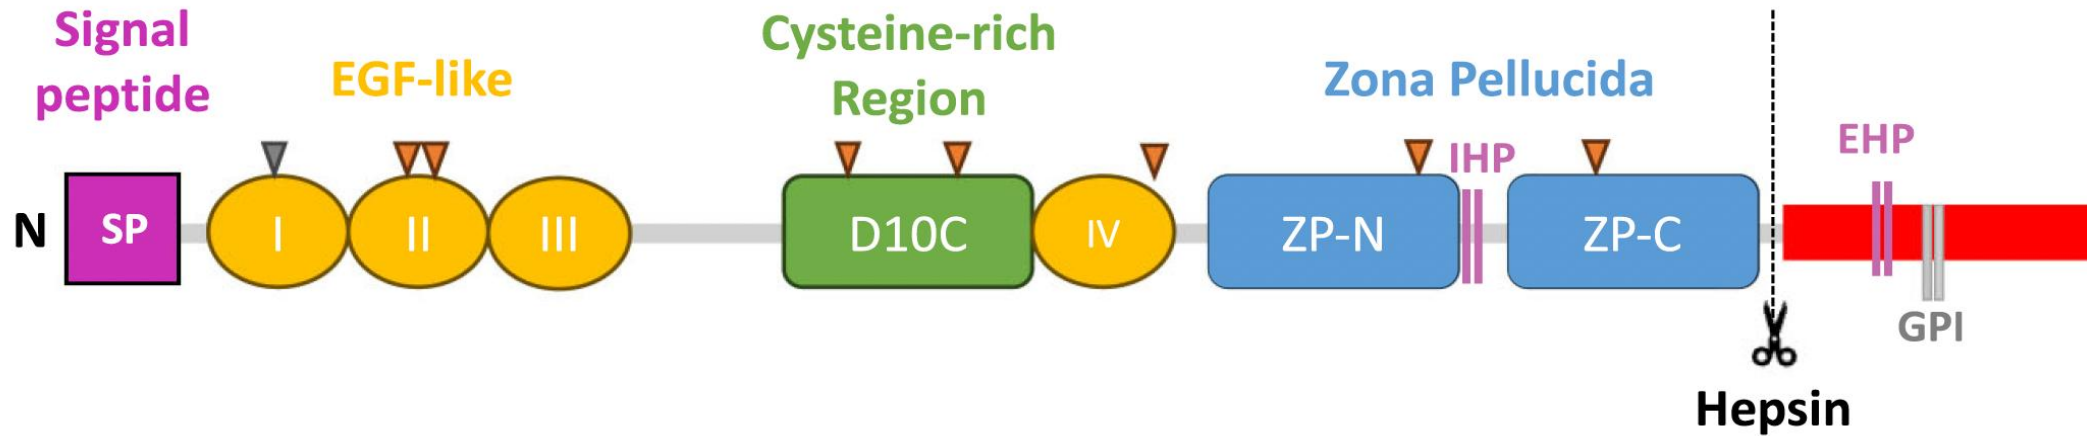 Signal
peptide
EGF-like
Cysteine-rich
Region
Zona Pellucida
IHP
EHP
N
SP
I
II
III
D10C
IV
ZP-N
ZP-C
GPI
Hepsin